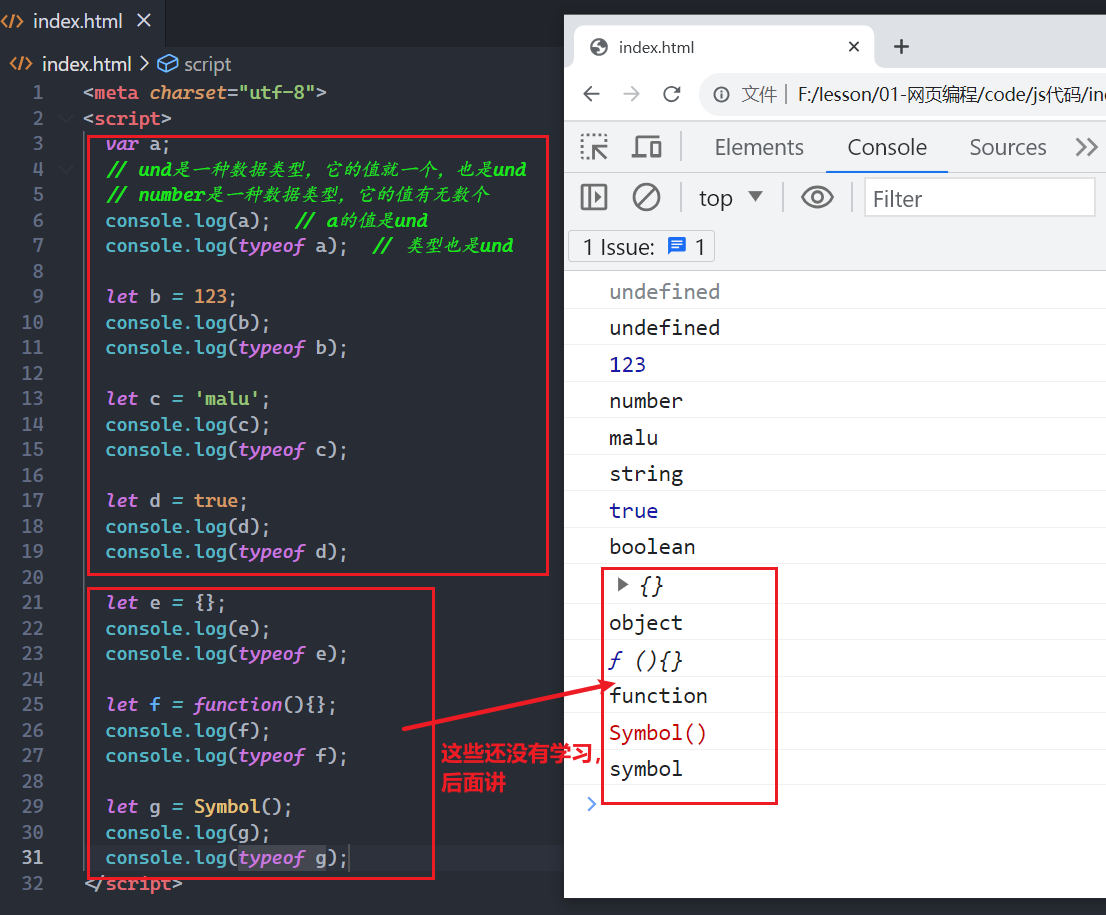 index.html
index.html > script
1 <meta charset="utf-8">
2 <script>
3 var a;
4 // und是一种数据类型，它的值就一个，也是und
5 // number是一种数据类型，它的值有无数个
6 console.log(a); // a的值是und
7 console.log(typeof a); // 类型也是und
8
9 let b = 123;
10 console.log(b);
11 console.log(typeof b);
12
13 let c = 'malu';
14 console.log(c);
15 console.log(typeof c);
16
17 let d = true;
18 console.log(d);
19 console.log(typeof d);
20
21 let e = {};
22 console.log(e);
23 console.log(typeof e);
24
25 let f = function(){};
26 console.log(f);
27 console.log(typeof f);
28
29 let g = Symbol();
30 console.log(g);
31 console.log(typeof g);
32 </script>
这些还没有学习，
后面讲
index.html
文件 | F:/lesson/01-网页编程/code/js代码/in
Elements Console Sources
top Filter
1 Issue: 1
undefined
undefined
123
number
malu
string
true
boolean
{}
object
f (){}
function
Symbol()
symbol